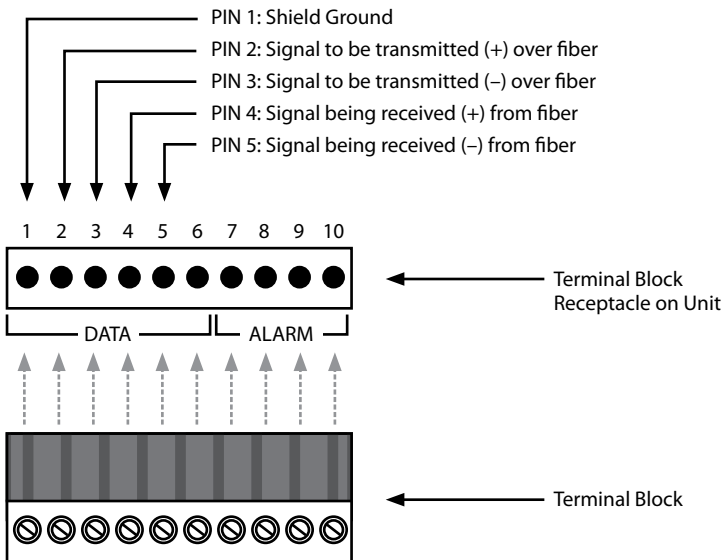 PIN 1: Shield Ground
PIN 2: Signal to be transmitted (+) over fiber
PIN 3: Signal to be transmitted (–) over fiber
PIN 4: Signal being received (+) from fiber
PIN 5: Signal being received (–) from fiber
1 2 3 4 5 6 7 8 9 10
Terminal Block
Receptacle on Unit
DATA ALARM
Terminal Block